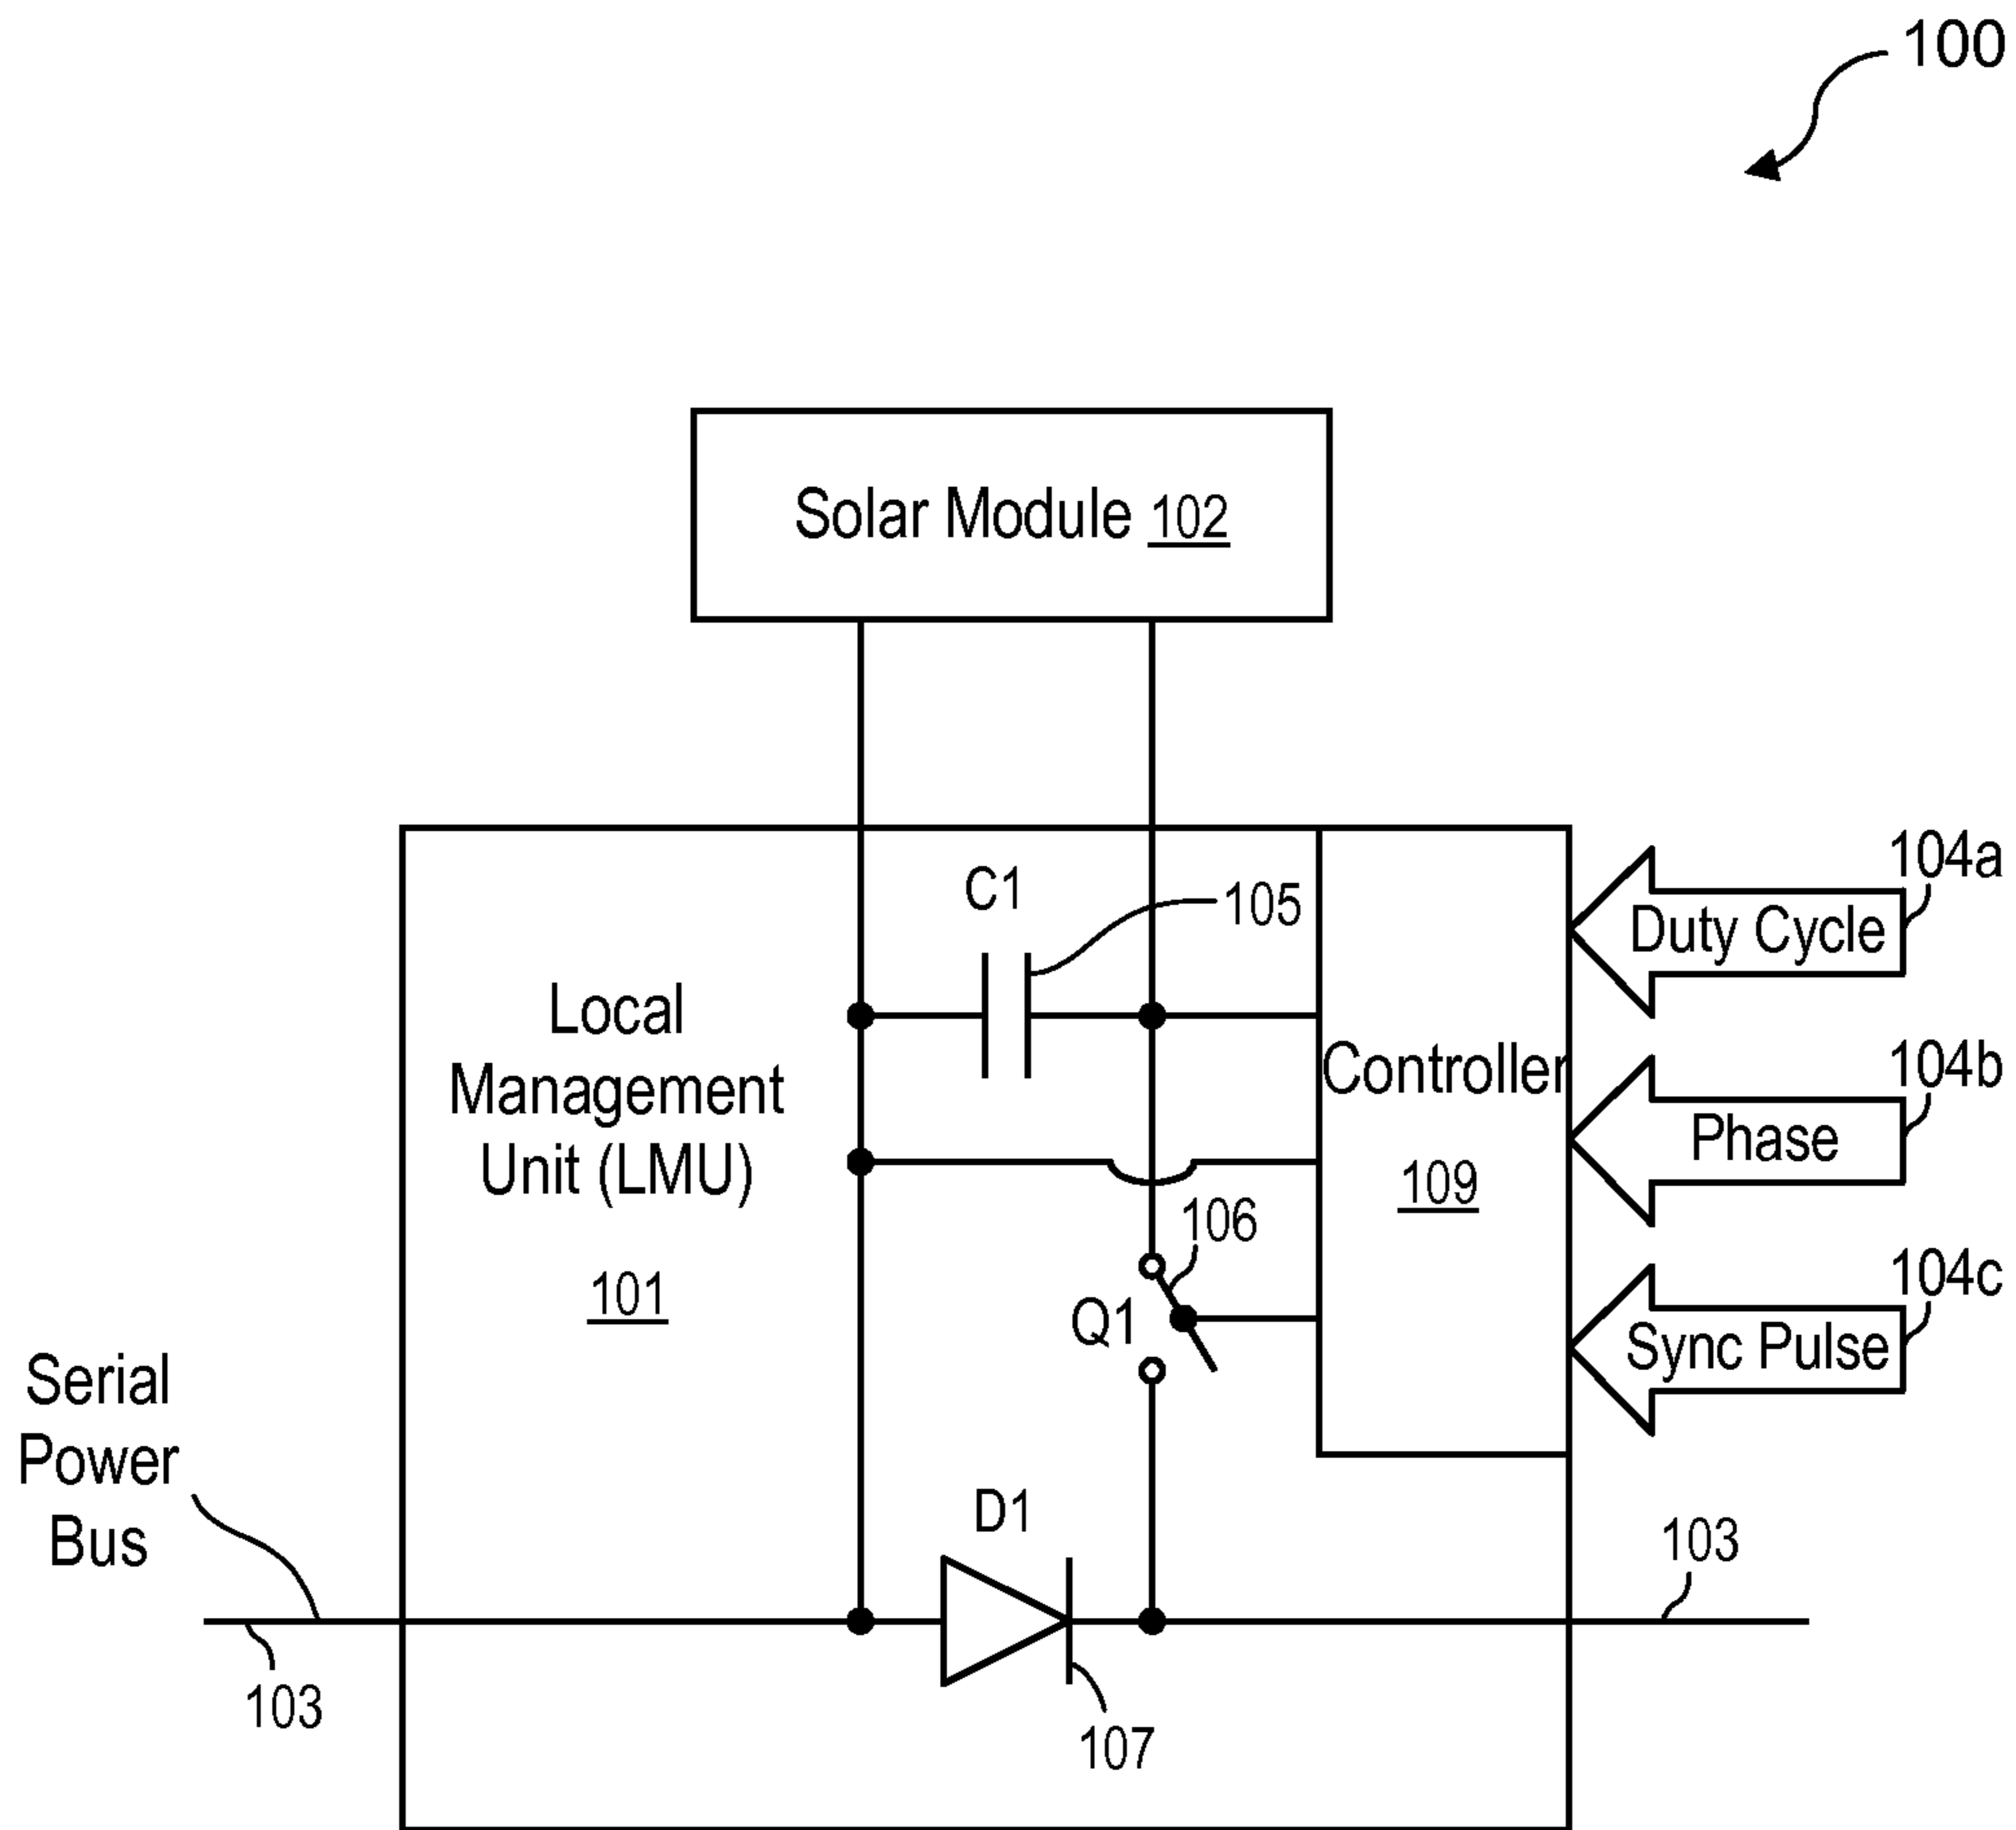 100
Solar Module 102
C1
105
104a
Duty Cycle
Local
Management
Unit (LMU)
101
Controller
109
104b
Phase
106
Q1
104c
Sync Pulse
Serial
Power
Bus
D1
103
103
107